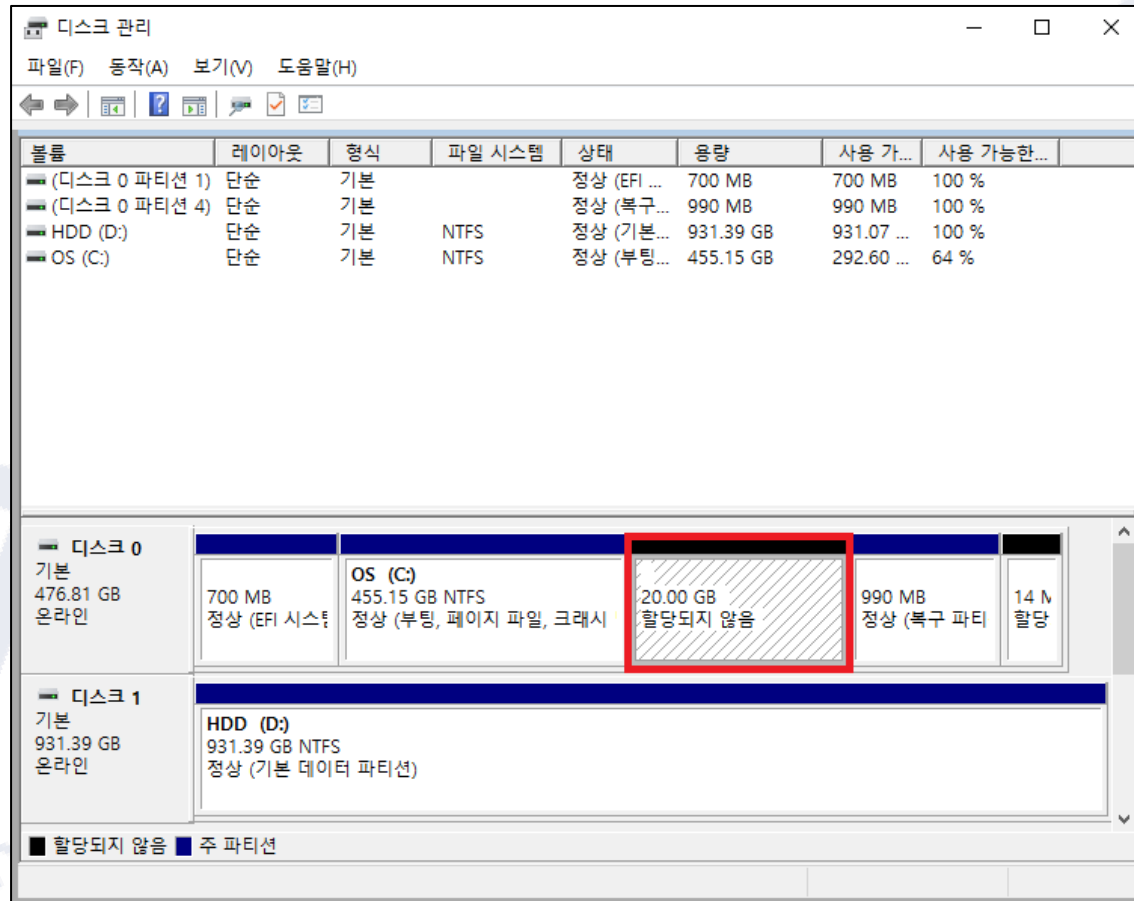 디스크 관리
파일(F) 동작(A) 보기(V) 도움말(H)
볼륨 레이아웃 형식 파일 시스템 상태 용량 사용 가... 사용 가능한...
(디스크 0 파티션 1) 단순 기본 정상 (EFI ... 700 MB 700 MB 100 %
(디스크 0 파티션 4) 단순 기본 정상 (복구... 990 MB 990 MB 100 %
HDD (D:) 단순 기본 NTFS 정상 (기본... 931.39 GB 931.07 ... 100 %
OS (C:) 단순 기본 NTFS 정상 (부팅... 455.15 GB 292.60 ... 64 %
디스크 0
기본
476.81 GB
온라인
700 MB
정상 (EFI 시스템
OS (C:)
455.15 GB NTFS
정상 (부팅, 페이지 파일, 크래시
20.00 GB
할당되지 않음
990 MB
정상 (복구 파티
14 M
할당
디스크 1
기본
931.39 GB
온라인
HDD (D:)
931.39 GB NTFS
정상 (기본 데이터 파티션)
할당되지 않음 주 파티션